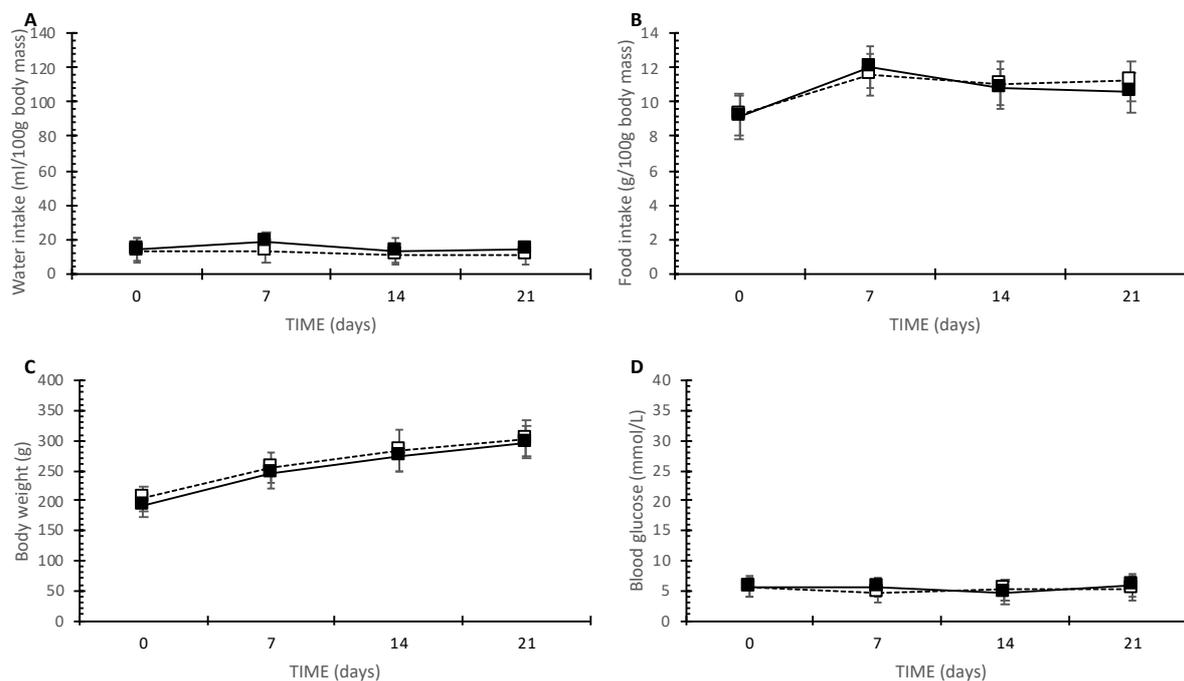 A
Water intake (ml/100g body mass)
140
120
100
80
60
40
20
0
0 7 14 21
TIME (days)
B
Food intake (g/100g body mass)
14
12
10
8
6
4
2
0
0 7 14 21
TIME (days)
C
Body weight (g)
400
350
300
250
200
150
100
50
0
0 7 14 21
TIME (days)
D
Blood glucose (mmol/L)
40
35
30
25
20
15
10
5
0
0 7 14 21
TIME (days)